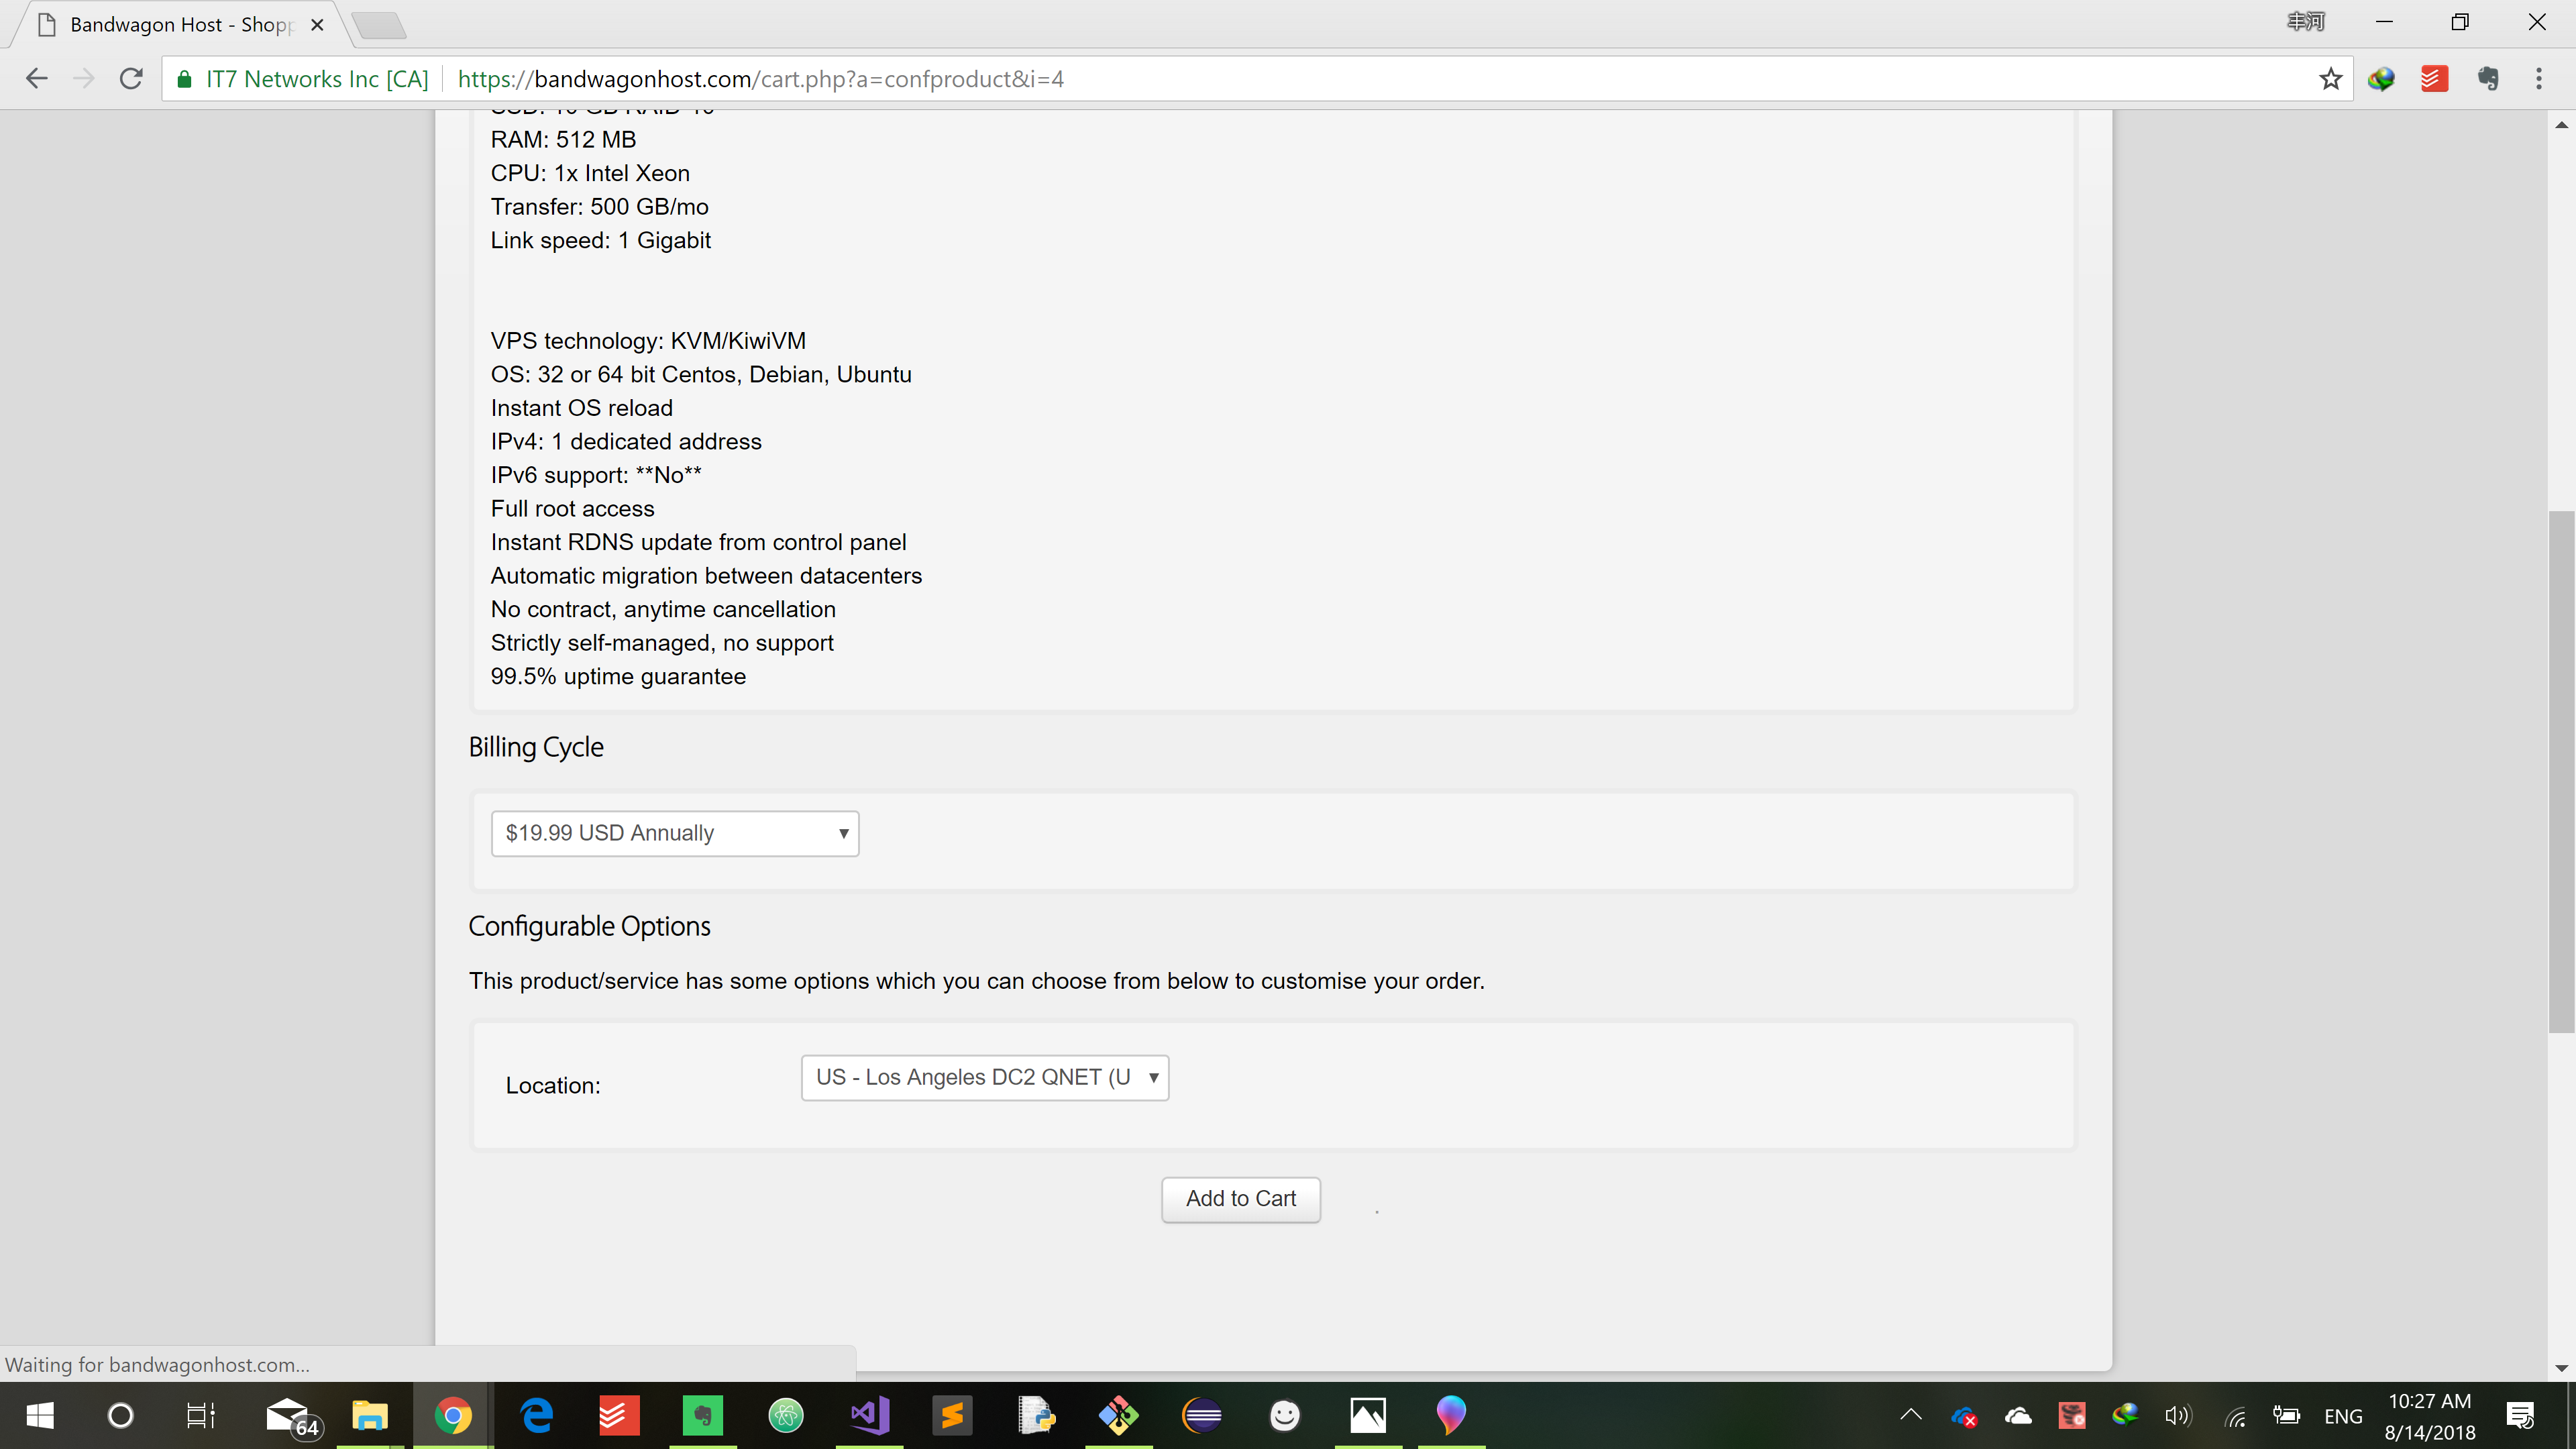 Bandwagon Host - Shopp
丰河
IT7 Networks Inc [CA]
https://bandwagonhost.com/cart.php?a=confproduct&i=4
SSD: 10 GB RAID-10
RAM: 512 MB
CPU: 1x Intel Xeon
Transfer: 500 GB/mo
Link speed: 1 Gigabit
VPS technology: KVM/KiwiVM
OS: 32 or 64 bit Centos, Debian, Ubuntu
Instant OS reload
IPv4: 1 dedicated address
IPv6 support: **No**
Full root access
Instant RDNS update from control panel
Automatic migration between datacenters
No contract, anytime cancellation
Strictly self-managed, no support
99.5% uptime guarantee
Billing Cycle
$19.99 USD Annually
Configurable Options
This product/service has some options which you can choose from below to customise your order.
Location:
US - Los Angeles DC2 QNET (U
Add to Cart
.
Waiting for bandwagonhost.com...
64
ENG
10:27 AM
8/14/2018